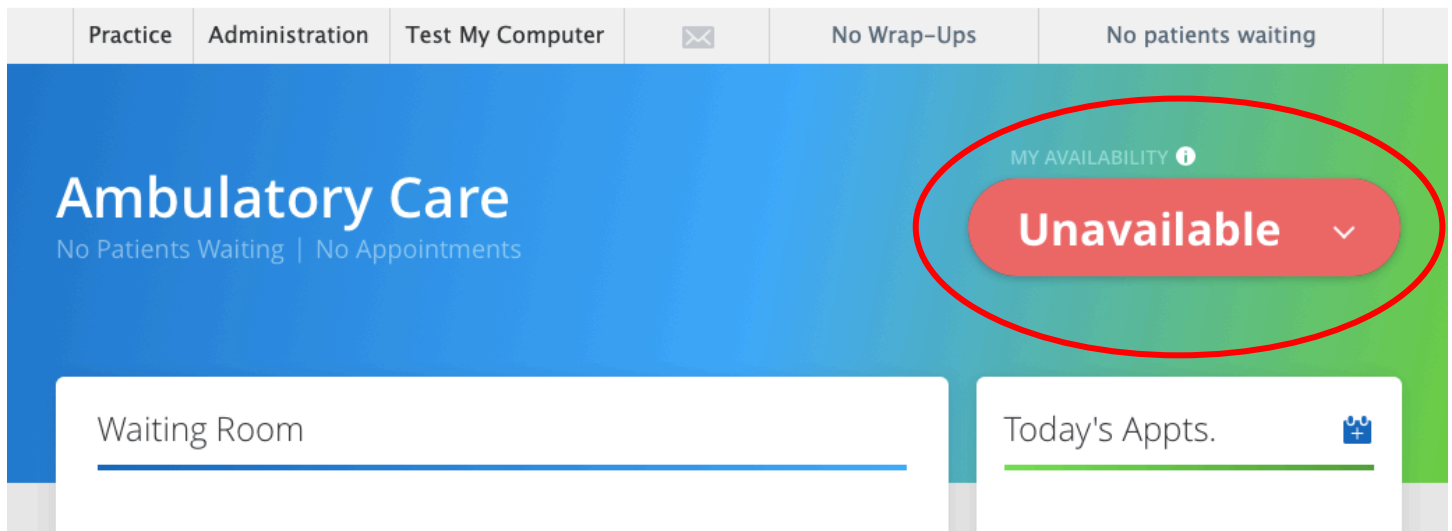 Practice Administration Test My Computer No Wrap-Ups No patients waiting
MY AVAILABILITY
Ambulatory Care
Unavailable
No Patients Waiting | No Appointments
Waiting Room
Today's Appts.